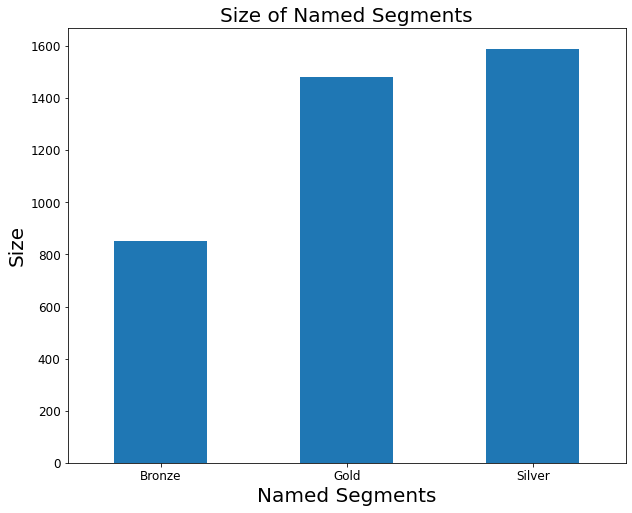 Size of Named Segments
1600
1400
1200
1000
800
600
400
200
0
Size
Bronze Gold Silver
Named Segments